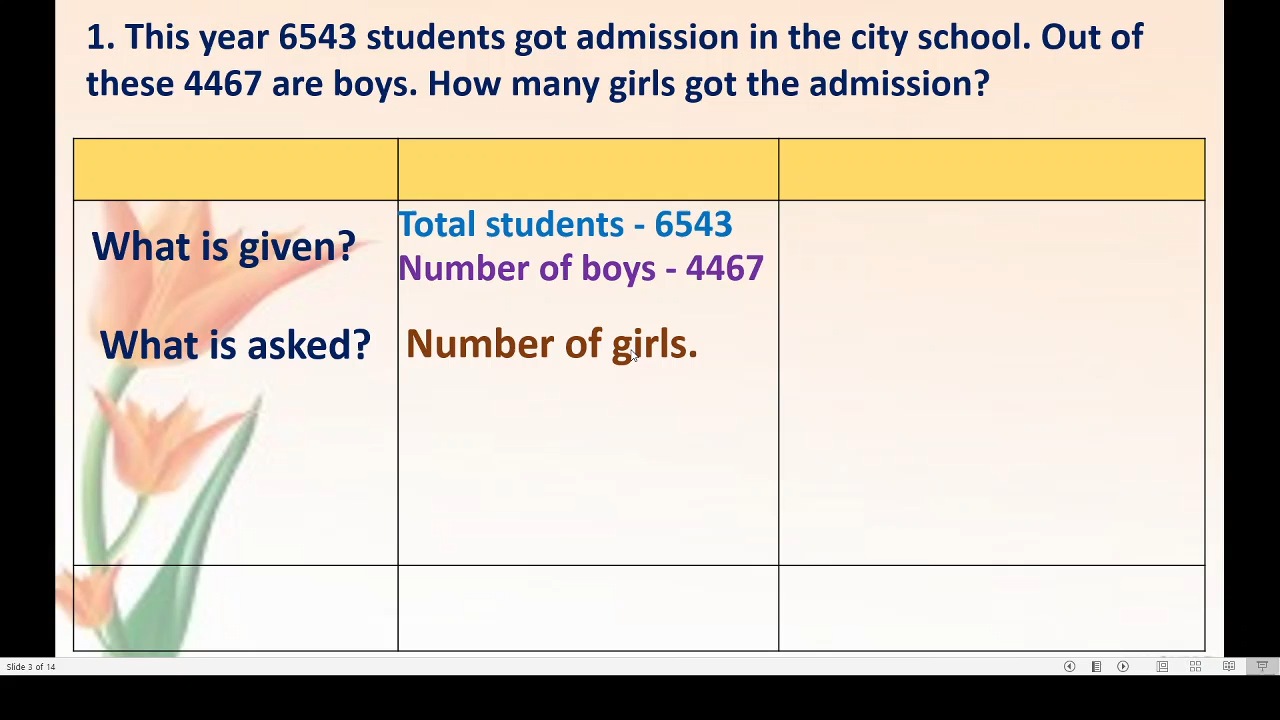 1. This year 6543 students got admission in the city school. Out of
these 4467 are boys. How many girls got the admission?
What is given?
Total students - 6543
Number of boys - 4467
What is asked?
Number of girls.
Slide 3 of 14